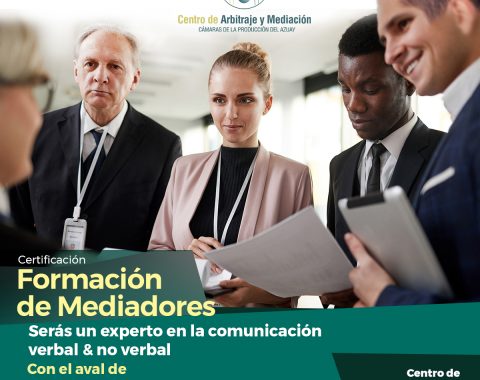 Centro de Arbitraje y Mediación
CÁMARAS DE LA PRODUCCIÓN DEL AZUAY
Certificación
Formación
de Mediadores
Serás un experto en la comunicación
verbal & no verbal
Con el aval de
Centro de